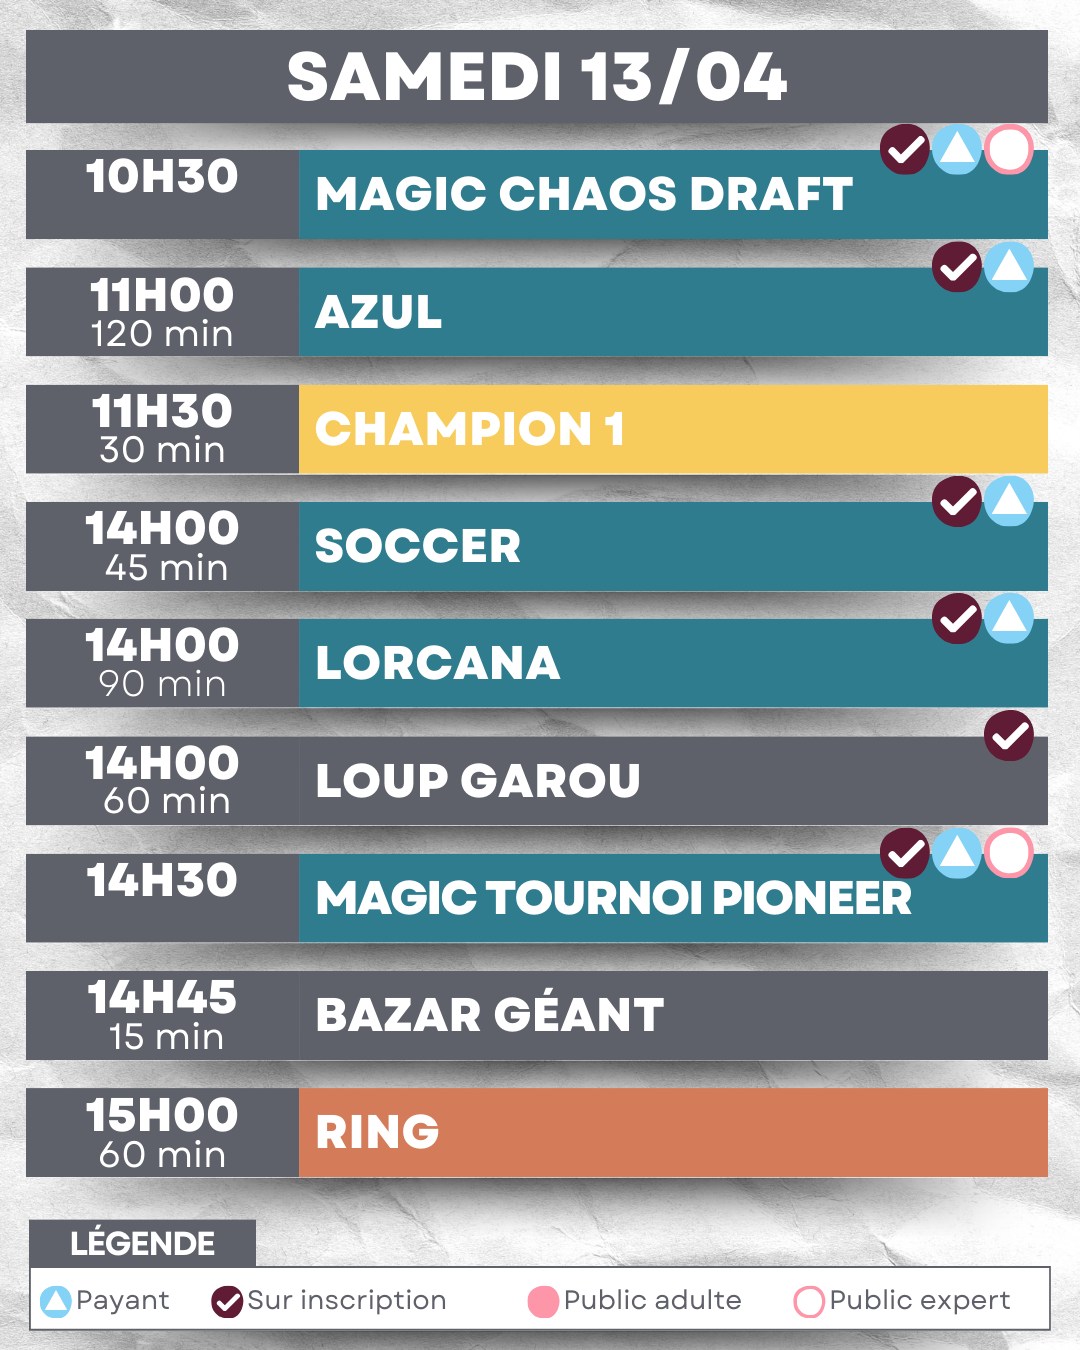 SAMEDI 13/04
10H30
MAGIC CHAOS DRAFT
11H00
120 min
AZUL
11H30
30 min
CHAMPION 1
14H00
45 min
SOCCER
14H00
90 min
LORCANA
14H00
60 min
LOUP GAROU
14H30
MAGIC TOURNOI PIONEER
14H45
15 min
BAZAR GÉANT
15H00
60 min
RING
LÉGENDE
Payant
Sur inscription
Public adulte
Public expert